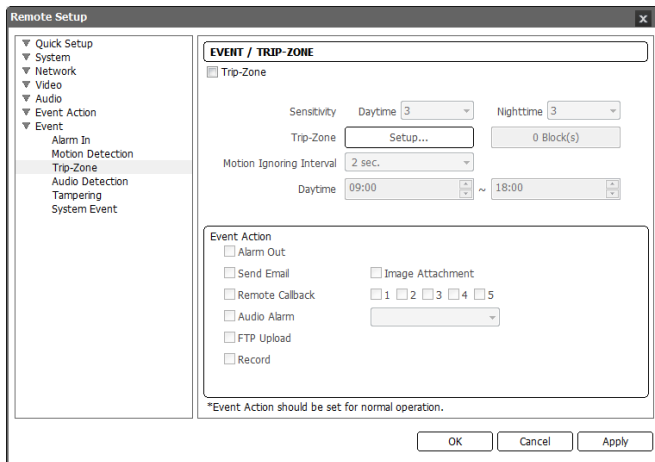 Remote Setup
x
Quick Setup
System
Network
Video
Audio
Event Action
Event
Alarm In
Motion Detection
Trip-Zone
Audio Detection
Tampering
System Event
EVENT / TRIP-ZONE
Trip-Zone
Sensitivity Daytime 3 Nighttime 3
Trip-Zone Setup... 0 Block(s)
Motion Ignoring Interval 2 sec.
Daytime 09:00 ~ 18:00
Event Action
Alarm Out
Send Email Image Attachment
Remote Callback 1 2 3 4 5
Audio Alarm
FTP Upload
Record
*Event Action should be set for normal operation.
OK Cancel Apply